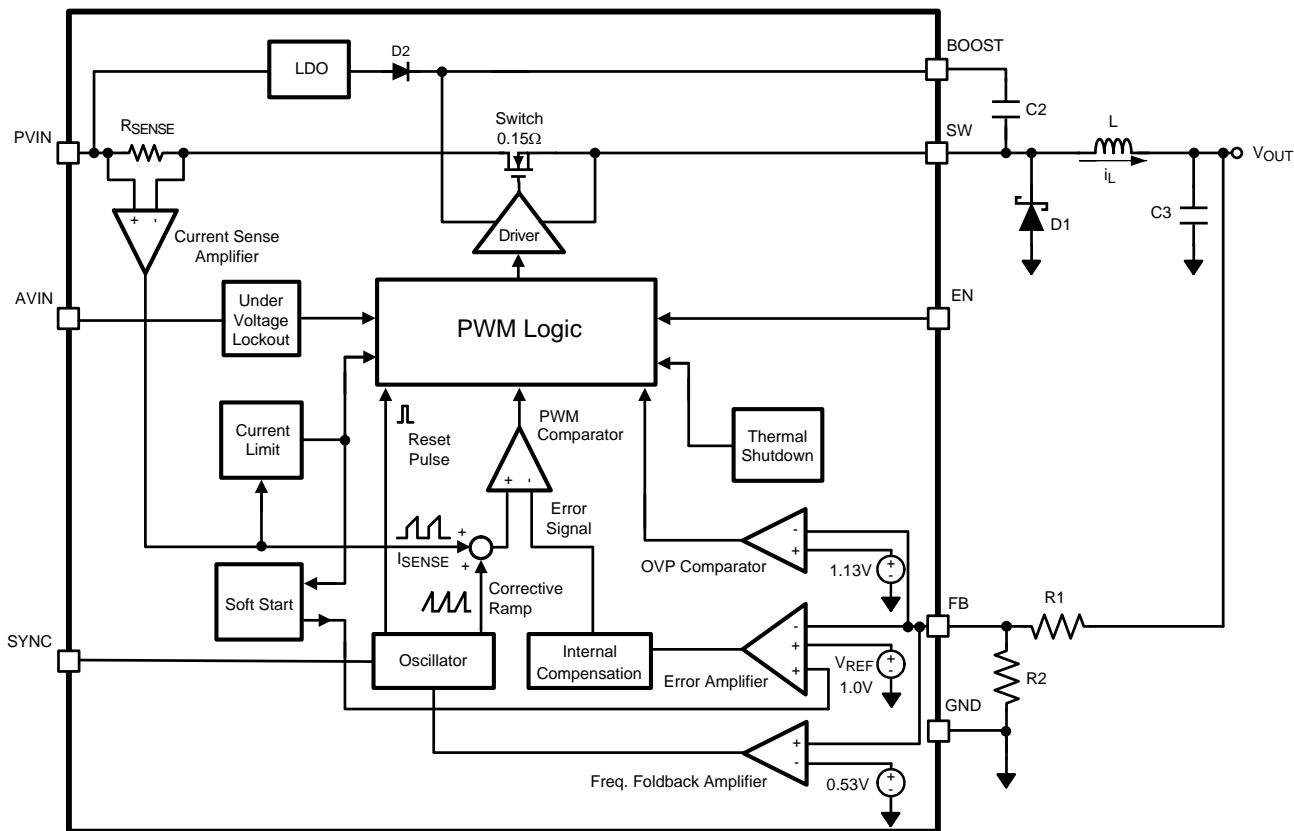 BOOST
D2
LDO
C2
PVIN
RSENSE
Switch
0.15Ω
SW
L
VOUT
iL
+ -
Driver
D1
C3
Current Sense
Amplifier
AVIN
Under
Voltage
Lockout
PWM Logic
EN
Current
Limit
Reset
Pulse
PWM
Comparator
Thermal
Shutdown
+ -
Error
Signal
ISENSE
+
+
-
+
+
-
OVP Comparator
1.13V
Soft Start
Corrective
Ramp
FB
R1
SYNC
Oscillator
Internal
Compensation
-
+
+
Error Amplifier
VREF
1.0V
+
-
R2
GND
+
-
Freq. Foldback Amplifier
0.53V
+
-